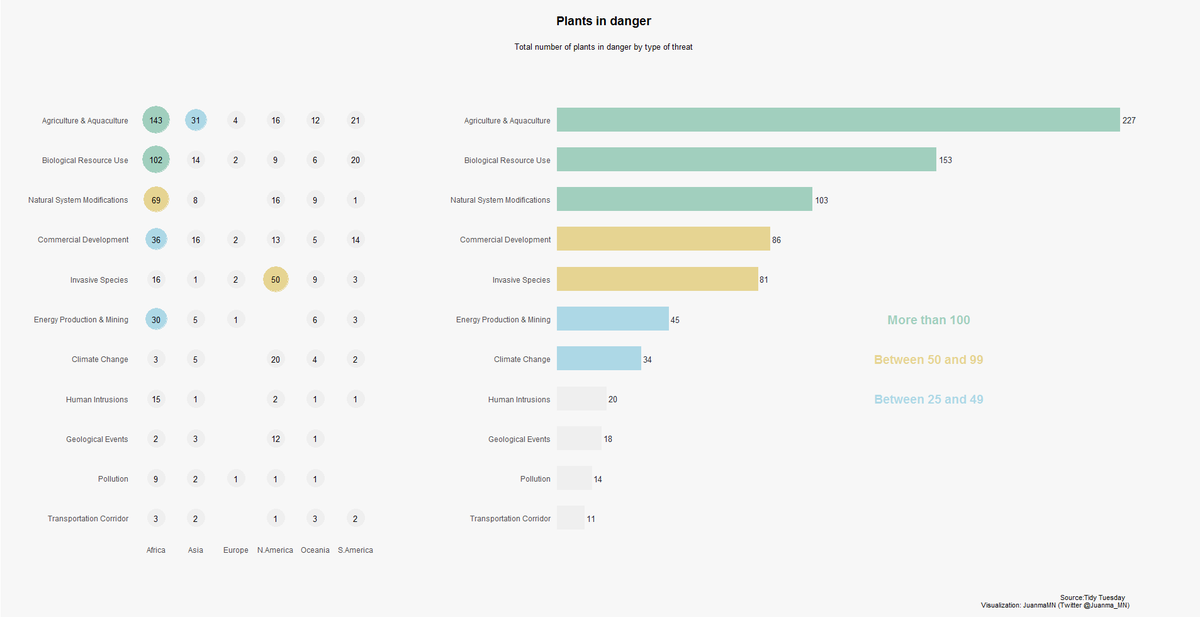 Plants in danger
Total number of plants in danger by type of threat
Agriculture & Aquaculture 143 31 4 16 12 21
Biological Resource Use 102 14 2 9 6 20
Natural System Modifications 69 8 16 9 1
Commercial Development 36 16 2 13 5 14
Invasive Species 16 1 2 50 9 3
Energy Production & Mining 30 5 1 6 3
Climate Change 3 5 20 4 2
Human Intrusions 15 1 2 1 1
Geological Events 2 3 12 1
Pollution 9 2 1 1 1
Transportation Corridor 3 2 1 3 2
Africa Asia Europe N.America Oceania S.America
Agriculture & Aquaculture 227
Biological Resource Use 153
Natural System Modifications 103
Commercial Development 86
Invasive Species 81
Energy Production & Mining 45
Climate Change 34
Human Intrusions 20
Geological Events 18
Pollution 14
Transportation Corridor 11
More than 100
Between 50 and 99
Between 25 and 49
Source:Tidy Tuesday
Visualization: JuanmaMN (Twitter @Juanma_MN)